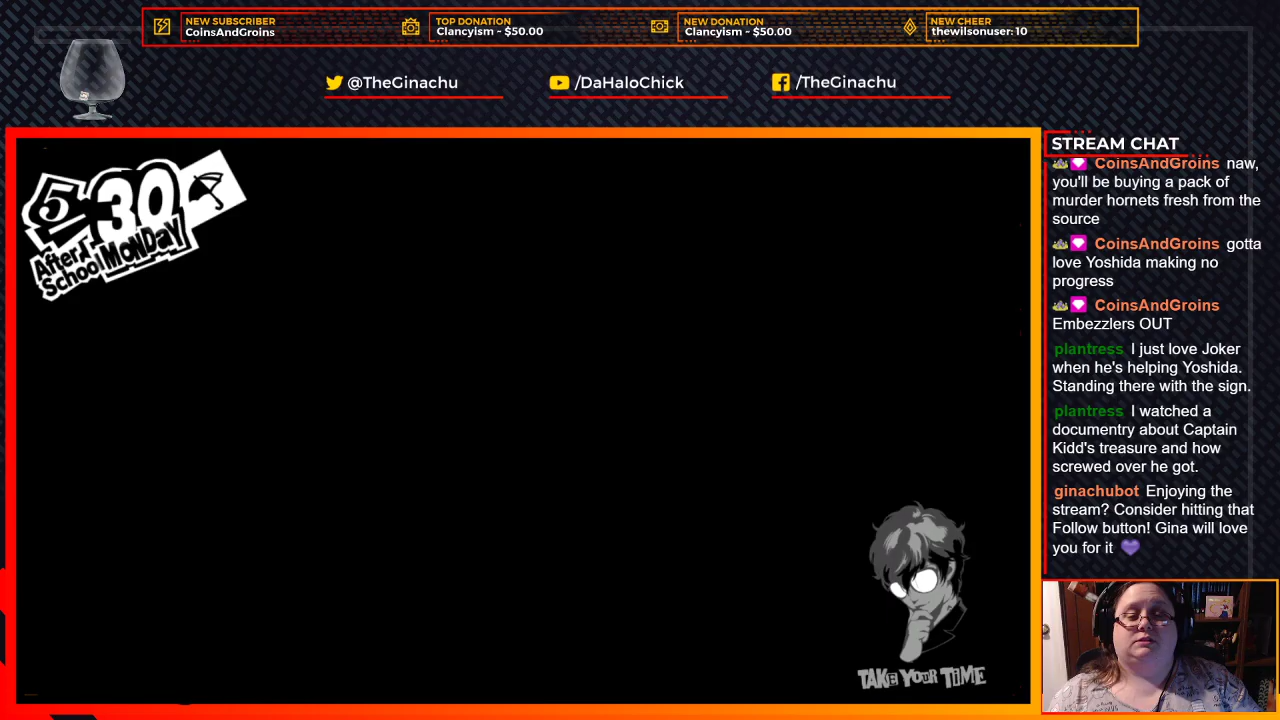 NEW SUBSCRIBER
CoinsAndGroins
TOP DONATION
Clancyism - $50.00
NEW DONATION
Clancyism - $50.00
NEW CHEER
thewilsonuser: 10
@TheGinachu
/DaHaloChick
/TheGinachu
5 30
After School Monday
STREAM CHAT
CoinsAndGroins naw,
you'll be buying a pack of
murder hornets fresh from the
source
CoinsAndGroins gotta
love Yoshida making no
progress
CoinsAndGroins
Embezzlers OUT
plantress I just love Joker
when he's helping Yoshida.
Standing there with the sign.
plantress I watched a
documentry about Captain
Kidd's treasure and how
screwed over he got.
ginachubot Enjoying the
stream? Consider hitting that
Follow button! Gina will love
you for it
TAKE YOUR TIME